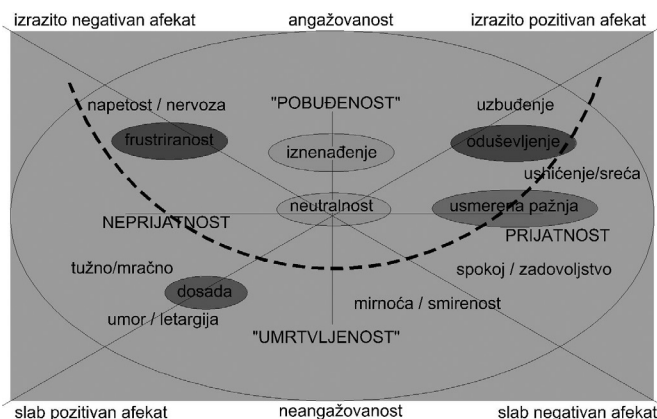 izrazito negativan afekat
angažovanost
izrazito pozitivan afekat
napetost / nervoza
"POBUĐENOST"
uzbuđenje
frustriranost
iznenađenje
oduševljenje
ushićenje/sreća
neutralnost
usmerena pažnja
NEPRIJATNOST
PRIJATNOST
tužno/mračno
spokoj / zadovoljstvo
dosada
mirnoća / smirenost
umor / letargija
"UMRTVLJENOST"
slab pozitivan afekat
neangažovanost
slab negativan afekat